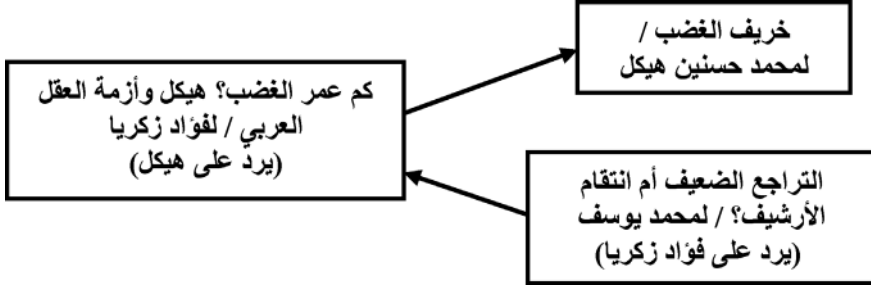 خريف الغضب /
لمحمد حسنين هيكل
كم عمر الغضب؟ هيكل وأزمة العقل
العربي / لفؤاد زكريا
(يرد على هيكل)
التراجع الضعيف أم انتقام
الأرشيف؟ / لمحمد يوسف
(يرد على فؤاد زكريا)